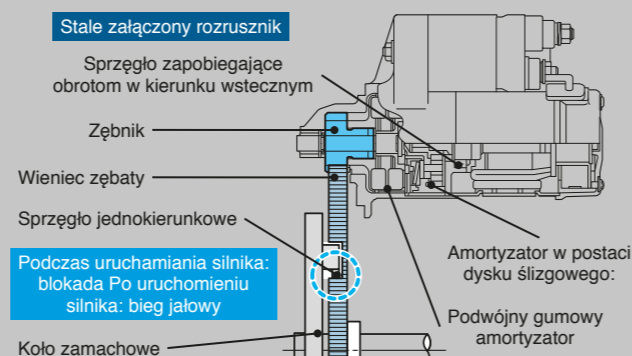 Stale załączony rozrusznik
Sprzęgło zapobiegające
obrotom w kierunku wstecznym
Zębnik
Wieniec zębaty
Sprzęgło jednokierunkowe
Podczas uruchamiania silnika:
blokada Po uruchomieniu
silnika: bieg jałowy
Koło zamachowe
Amortyzator w postaci
dysku ślizgowego:
Podwójny gumowy
amortyzator